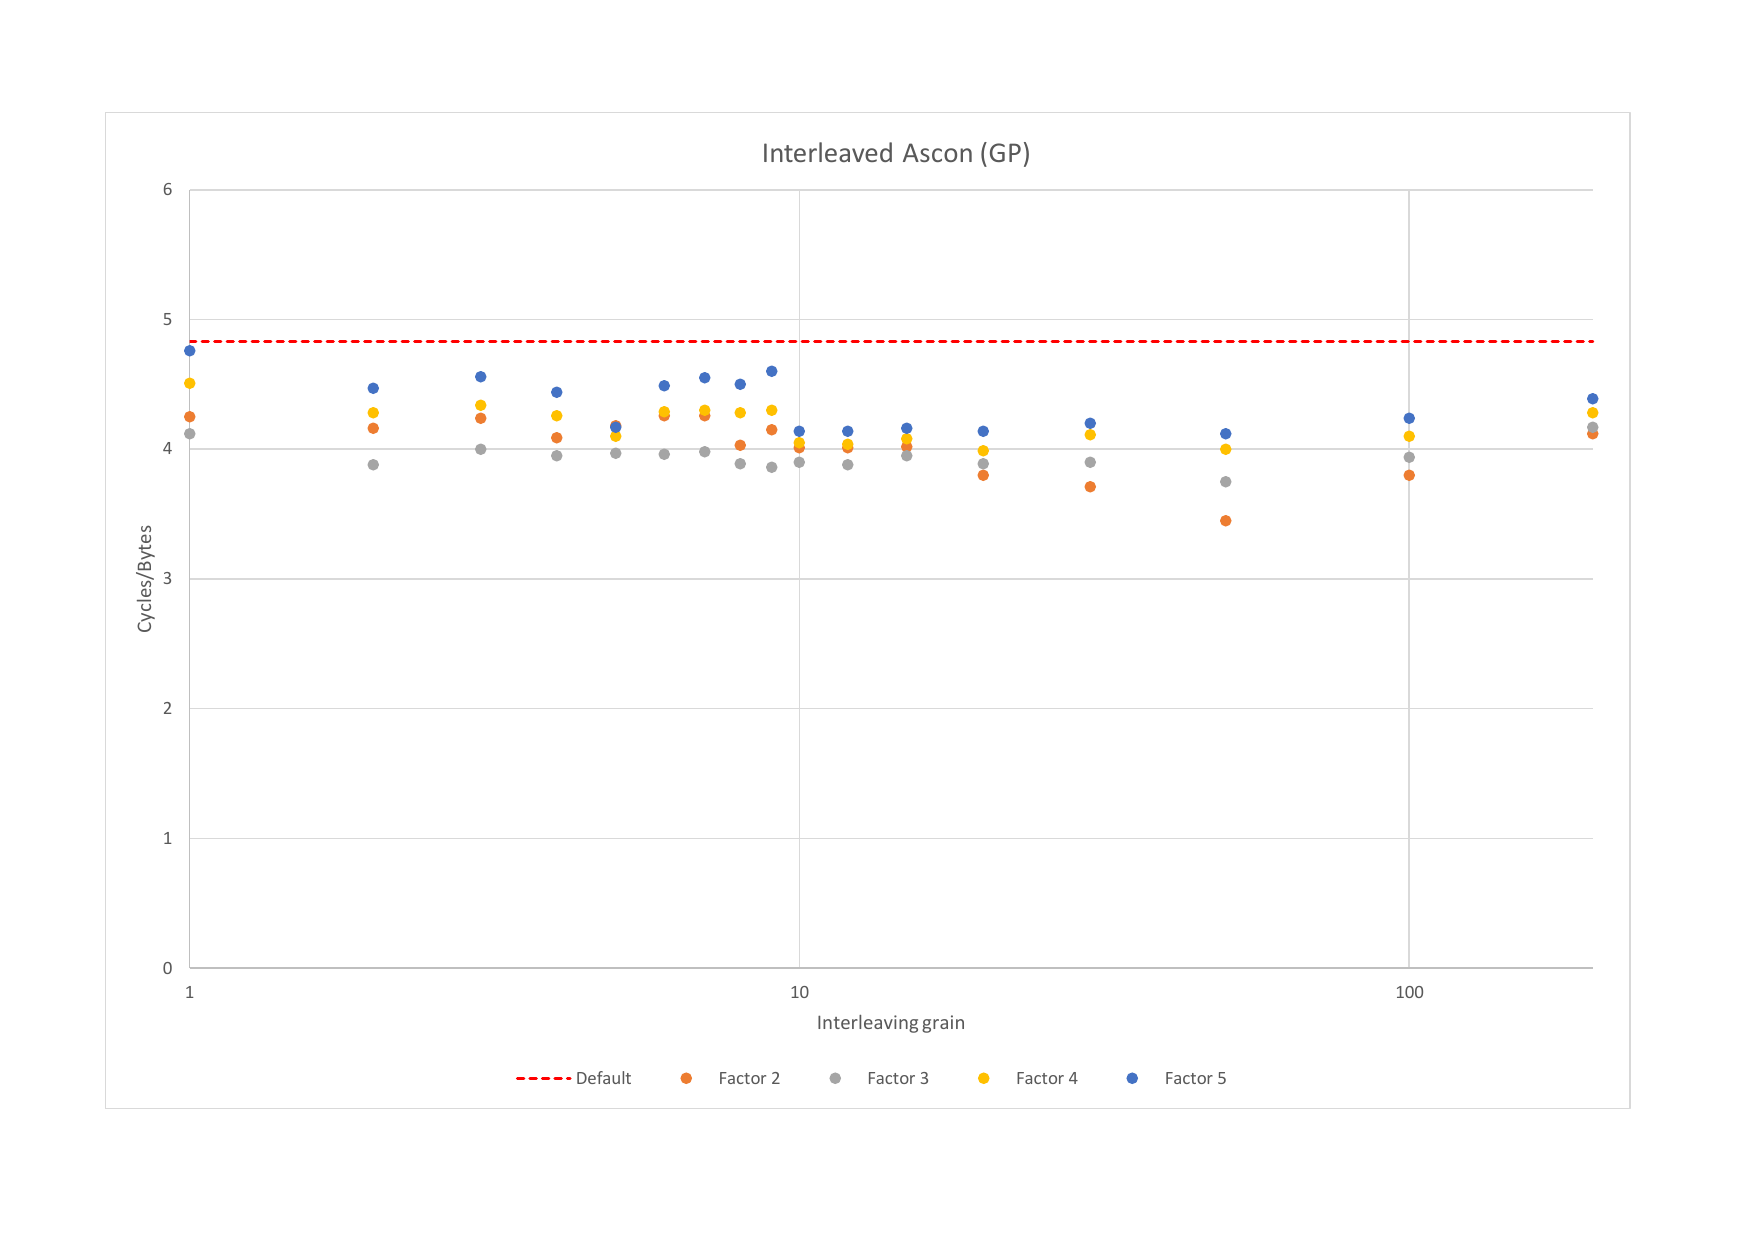 Interleaved Ascon (GP)
6
5
4
3
2
1
0
Cycles/Bytes
1 10 100
Interleaving grain
Default Factor 2 Factor 3 Factor 4 Factor 5